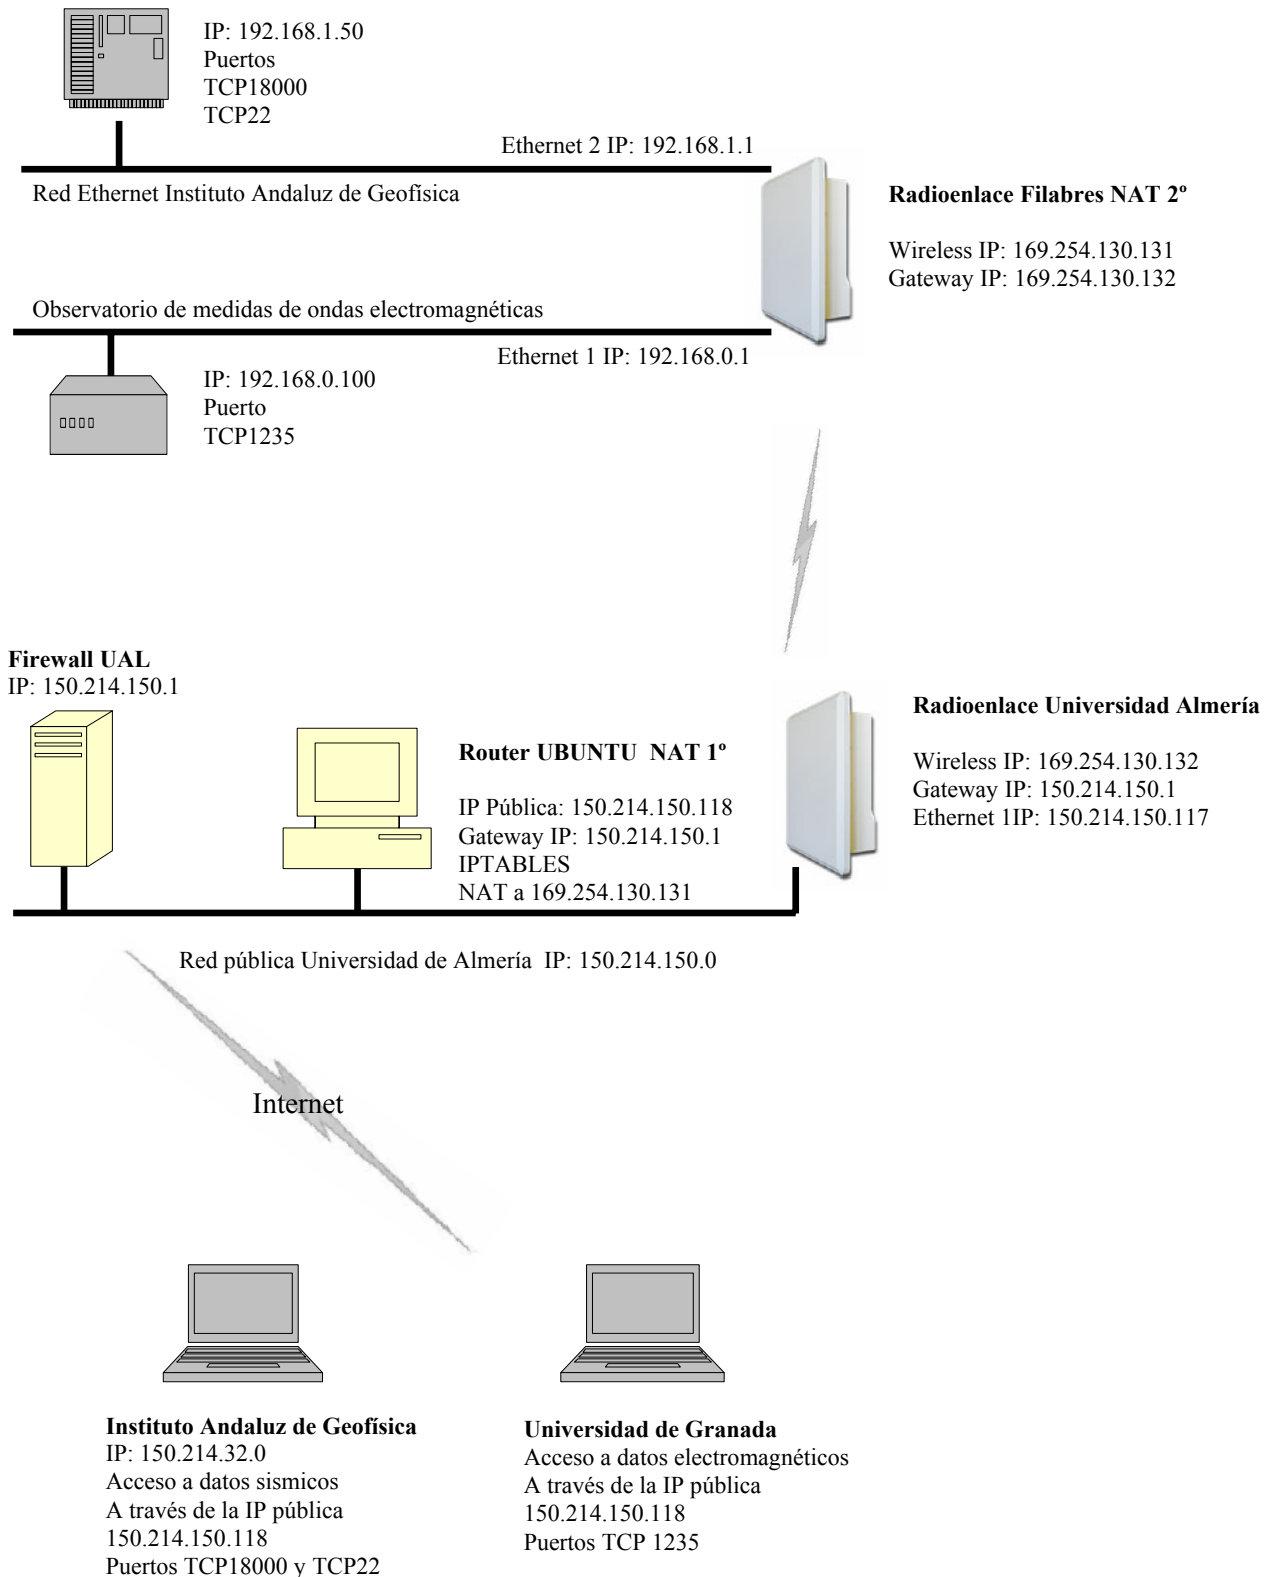 IP: 192.168.1.50
Puertos
TCP18000
TCP22
Ethernet 2 IP: 192.168.1.1
Red Ethernet Instituto Andaluz de Geofísica
Radioenlace Filabres NAT 2º
Wireless IP: 169.254.130.131
Gateway IP: 169.254.130.132
Observatorio de medidas de ondas electromagnéticas
Ethernet 1 IP: 192.168.0.1
IP: 192.168.0.100
Puerto
TCP1235
Firewall UAL
IP: 150.214.150.1
Router UBUNTU  NAT 1º
IP Pública: 150.214.150.118
Gateway IP: 150.214.150.1
IPTABLES
NAT a 169.254.130.131
Radioenlace Universidad Almería
Wireless IP: 169.254.130.132
Gateway IP: 150.214.150.1
Ethernet 1IP: 150.214.150.117
Red pública Universidad de Almería  IP: 150.214.150.0
Internet
Instituto Andaluz de Geofísica
IP: 150.214.32.0
Acceso a datos sismicos
A través de la IP pública
150.214.150.118
Puertos TCP18000 y TCP22
Universidad de Granada
Acceso a datos electromagnéticos
A través de la IP pública
150.214.150.118
Puertos TCP 1235